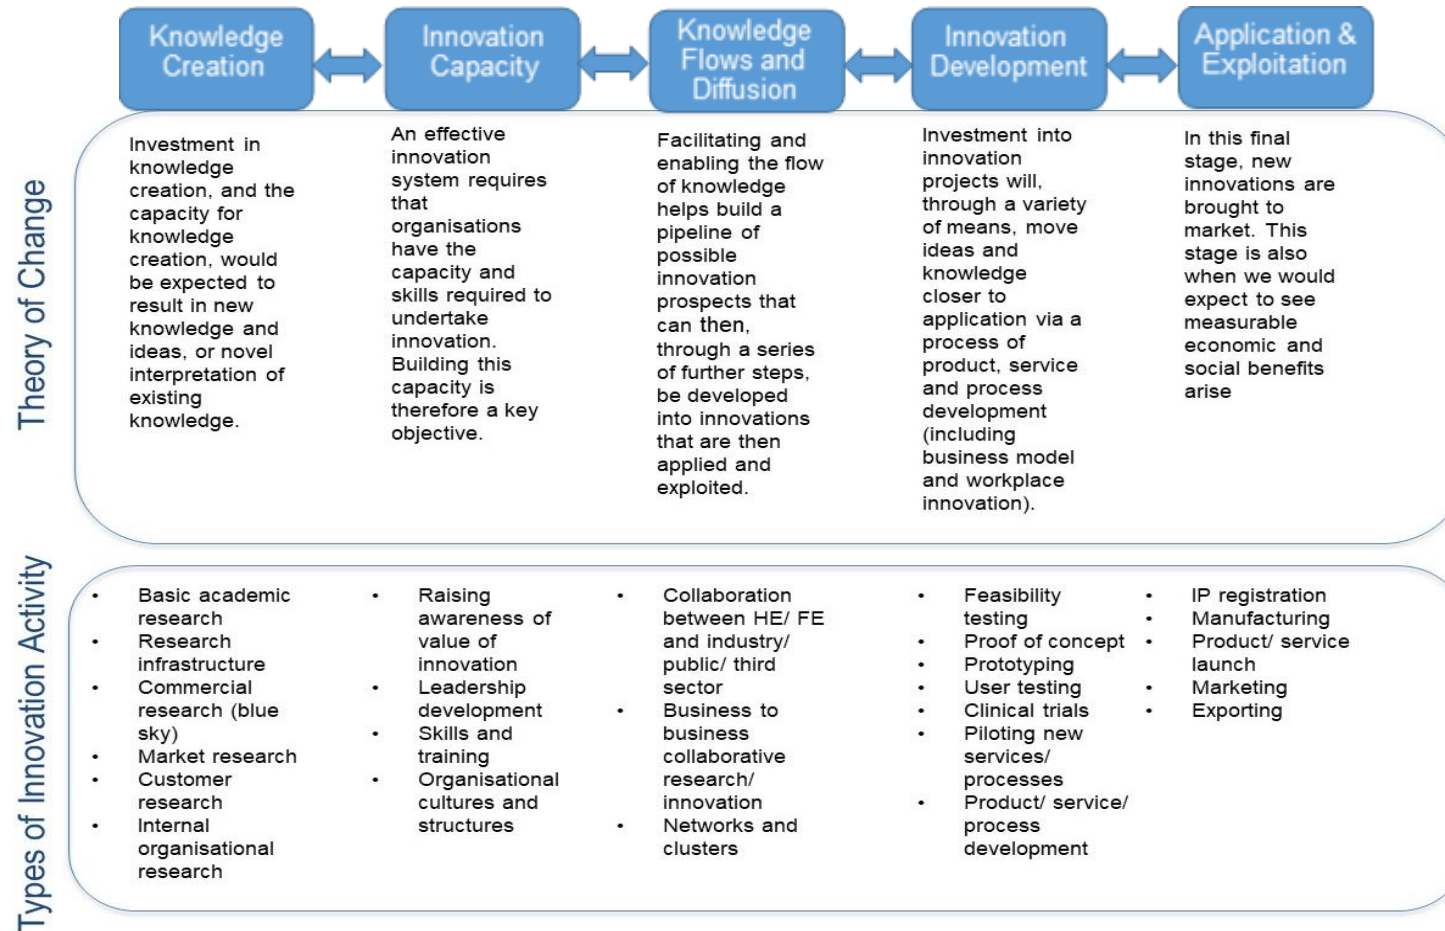 Knowledge
Creation
Innovation
Capacity
Knowledge
Flows and
Diffusion
Innovation
Development
Application &
Exploitation
Theory of Change
Investment in
knowledge
creation, and the
capacity for
knowledge
creation, would
be expected to
result in new
knowledge and
ideas, or novel
interpretation of
existing
knowledge.
An effective
innovation
system requires
that
organisations
have the
capacity and
skills required to
undertake
innovation.
Building this
capacity is
therefore a key
objective.
Facilitating and
enabling the flow
of knowledge
helps build a
pipeline of
possible
innovation
prospects that
can then,
through a series
of further steps,
be developed
into innovations
that are then
applied and
exploited.
Investment into
innovation
projects will,
through a variety
of means, move
ideas and
knowledge
closer to
application via a
process of
product, service
and process
development
(including
business model
and workplace
innovation).
In this final
stage, new
innovations are
brought to
market. This
stage is also
when we would
expect to see
measurable
economic and
social benefits
arise
Types of Innovation Activity
• Basic academic
research
• Research
infrastructure
• Commercial
research (blue
sky)
• Market research
• Customer
research
• Internal
organisational
research
• Raising
awareness of
value of
innovation
• Leadership
development
• Skills and
training
• Organisational
cultures and
structures
• Collaboration
between HE/ FE
and industry/
public/ third
sector
• Business to
business
collaborative
research/
innovation
• Networks and
clusters
• Feasibility
testing
• Proof of concept
• Prototyping
• User testing
• Clinical trials
• Piloting new
services/
processes
• Product/ service/
process
development
• IP registration
• Manufacturing
• Product/ service
launch
• Marketing
• Exporting